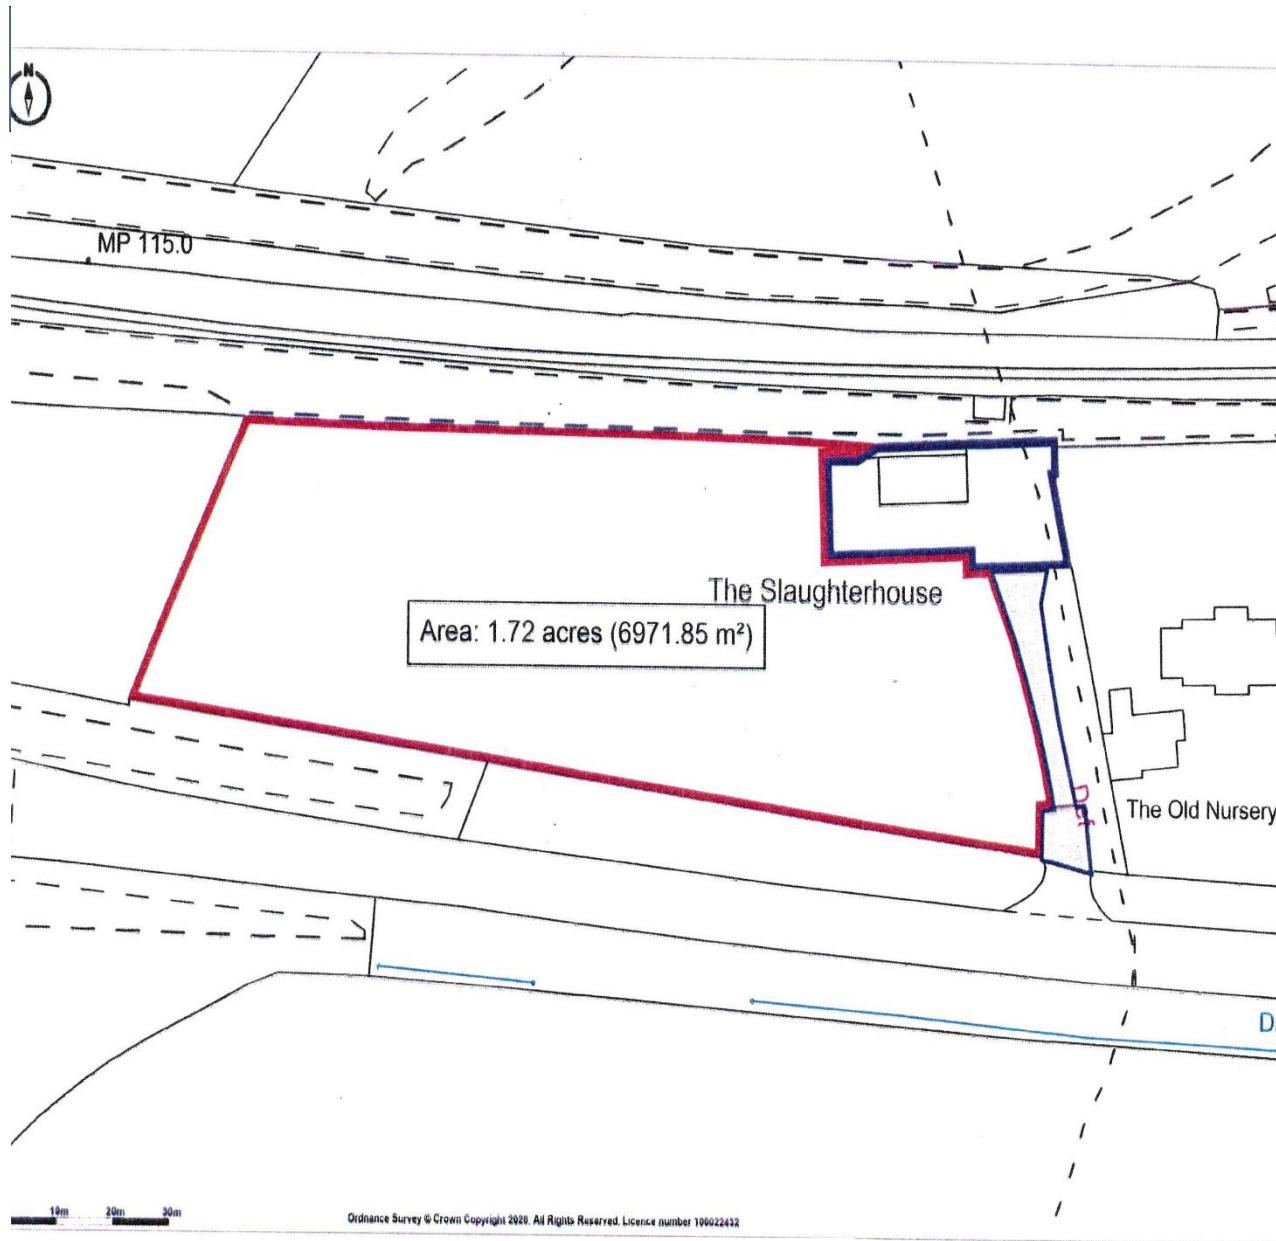 N
MP 115.0
The Slaughterhouse
Area: 1.72 acres (6971.85 m²)
Def
The Old Nursery
D
10m 20m 30m
Ordnance Survey © Crown Copyright 2020. All Rights Reserved. Licence number 100022432